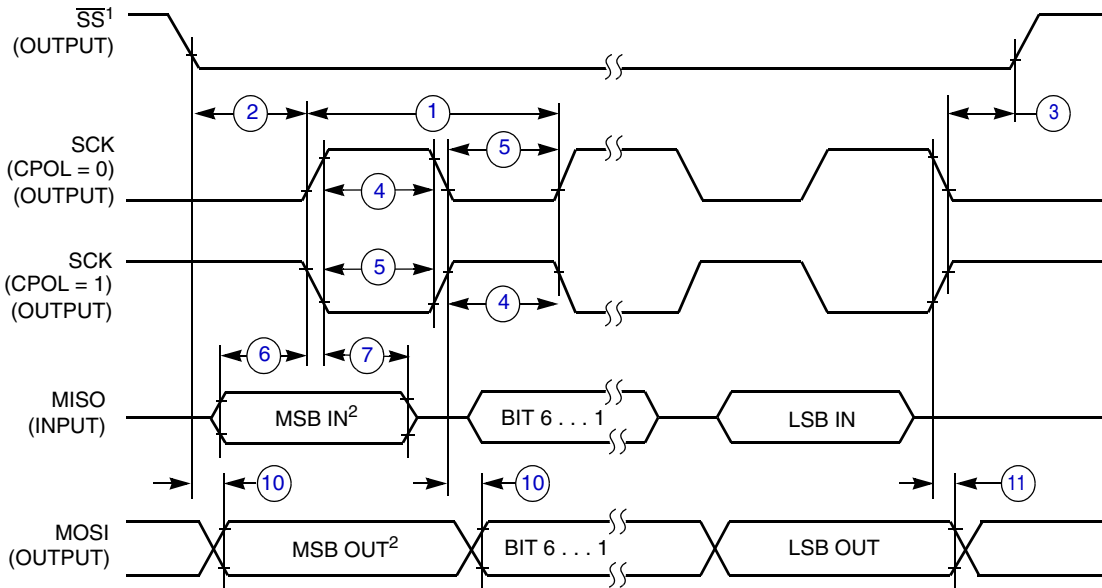 SS¹
(OUTPUT)
2
1
3
SCK
(CPOL = 0)
(OUTPUT)
5
4
SCK
(CPOL = 1)
(OUTPUT)
5
4
6
7
MISO
(INPUT)
MSB IN²
BIT 6 . . . 1
LSB IN
10
10
11
MOSI
(OUTPUT)
MSB OUT²
BIT 6 . . . 1
LSB OUT